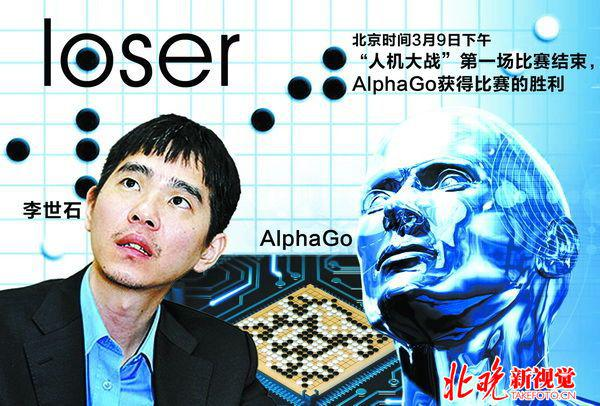 loser
北京时间3月9日下午
“人机大战”第一场比赛结束，
AlphaGo获得比赛的胜利
李世石
AlphaGo
北晚新视觉
TAKEFOTO.CN